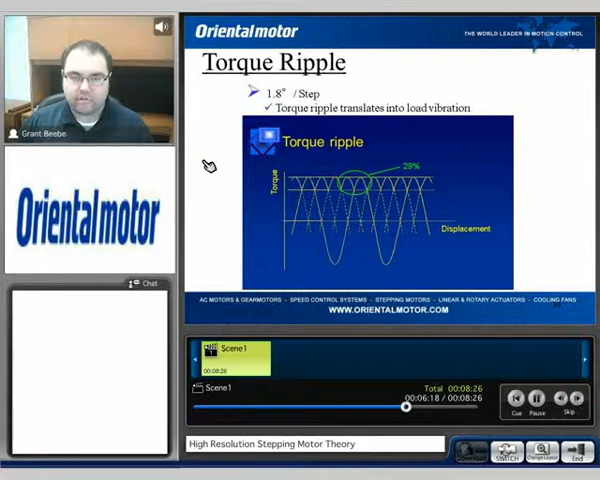 Orientalmotor
THE WORLD LEADER IN MOTION CONTROL
Torque Ripple
1.8° / Step
Torque ripple translates into load vibration
Torque ripple
29%
Torque
Displacement
AC MOTORS & GEARMOTORS – SPEED CONTROL SYSTEMS – STEPPING MOTORS – LINEAR & ROTARY ACTUATORS – COOLING FANS
WWW.ORIENTALMOTOR.COM
Grant Beebe
Orientalmotor
Chat
Scene1
00:08:26
Scene1
Total 00:08:26
00:06:18 / 00:08:26
Cue
Pause
Skip
High Resolution Stepping Motor Theory
SWITCH
Change Layout
End